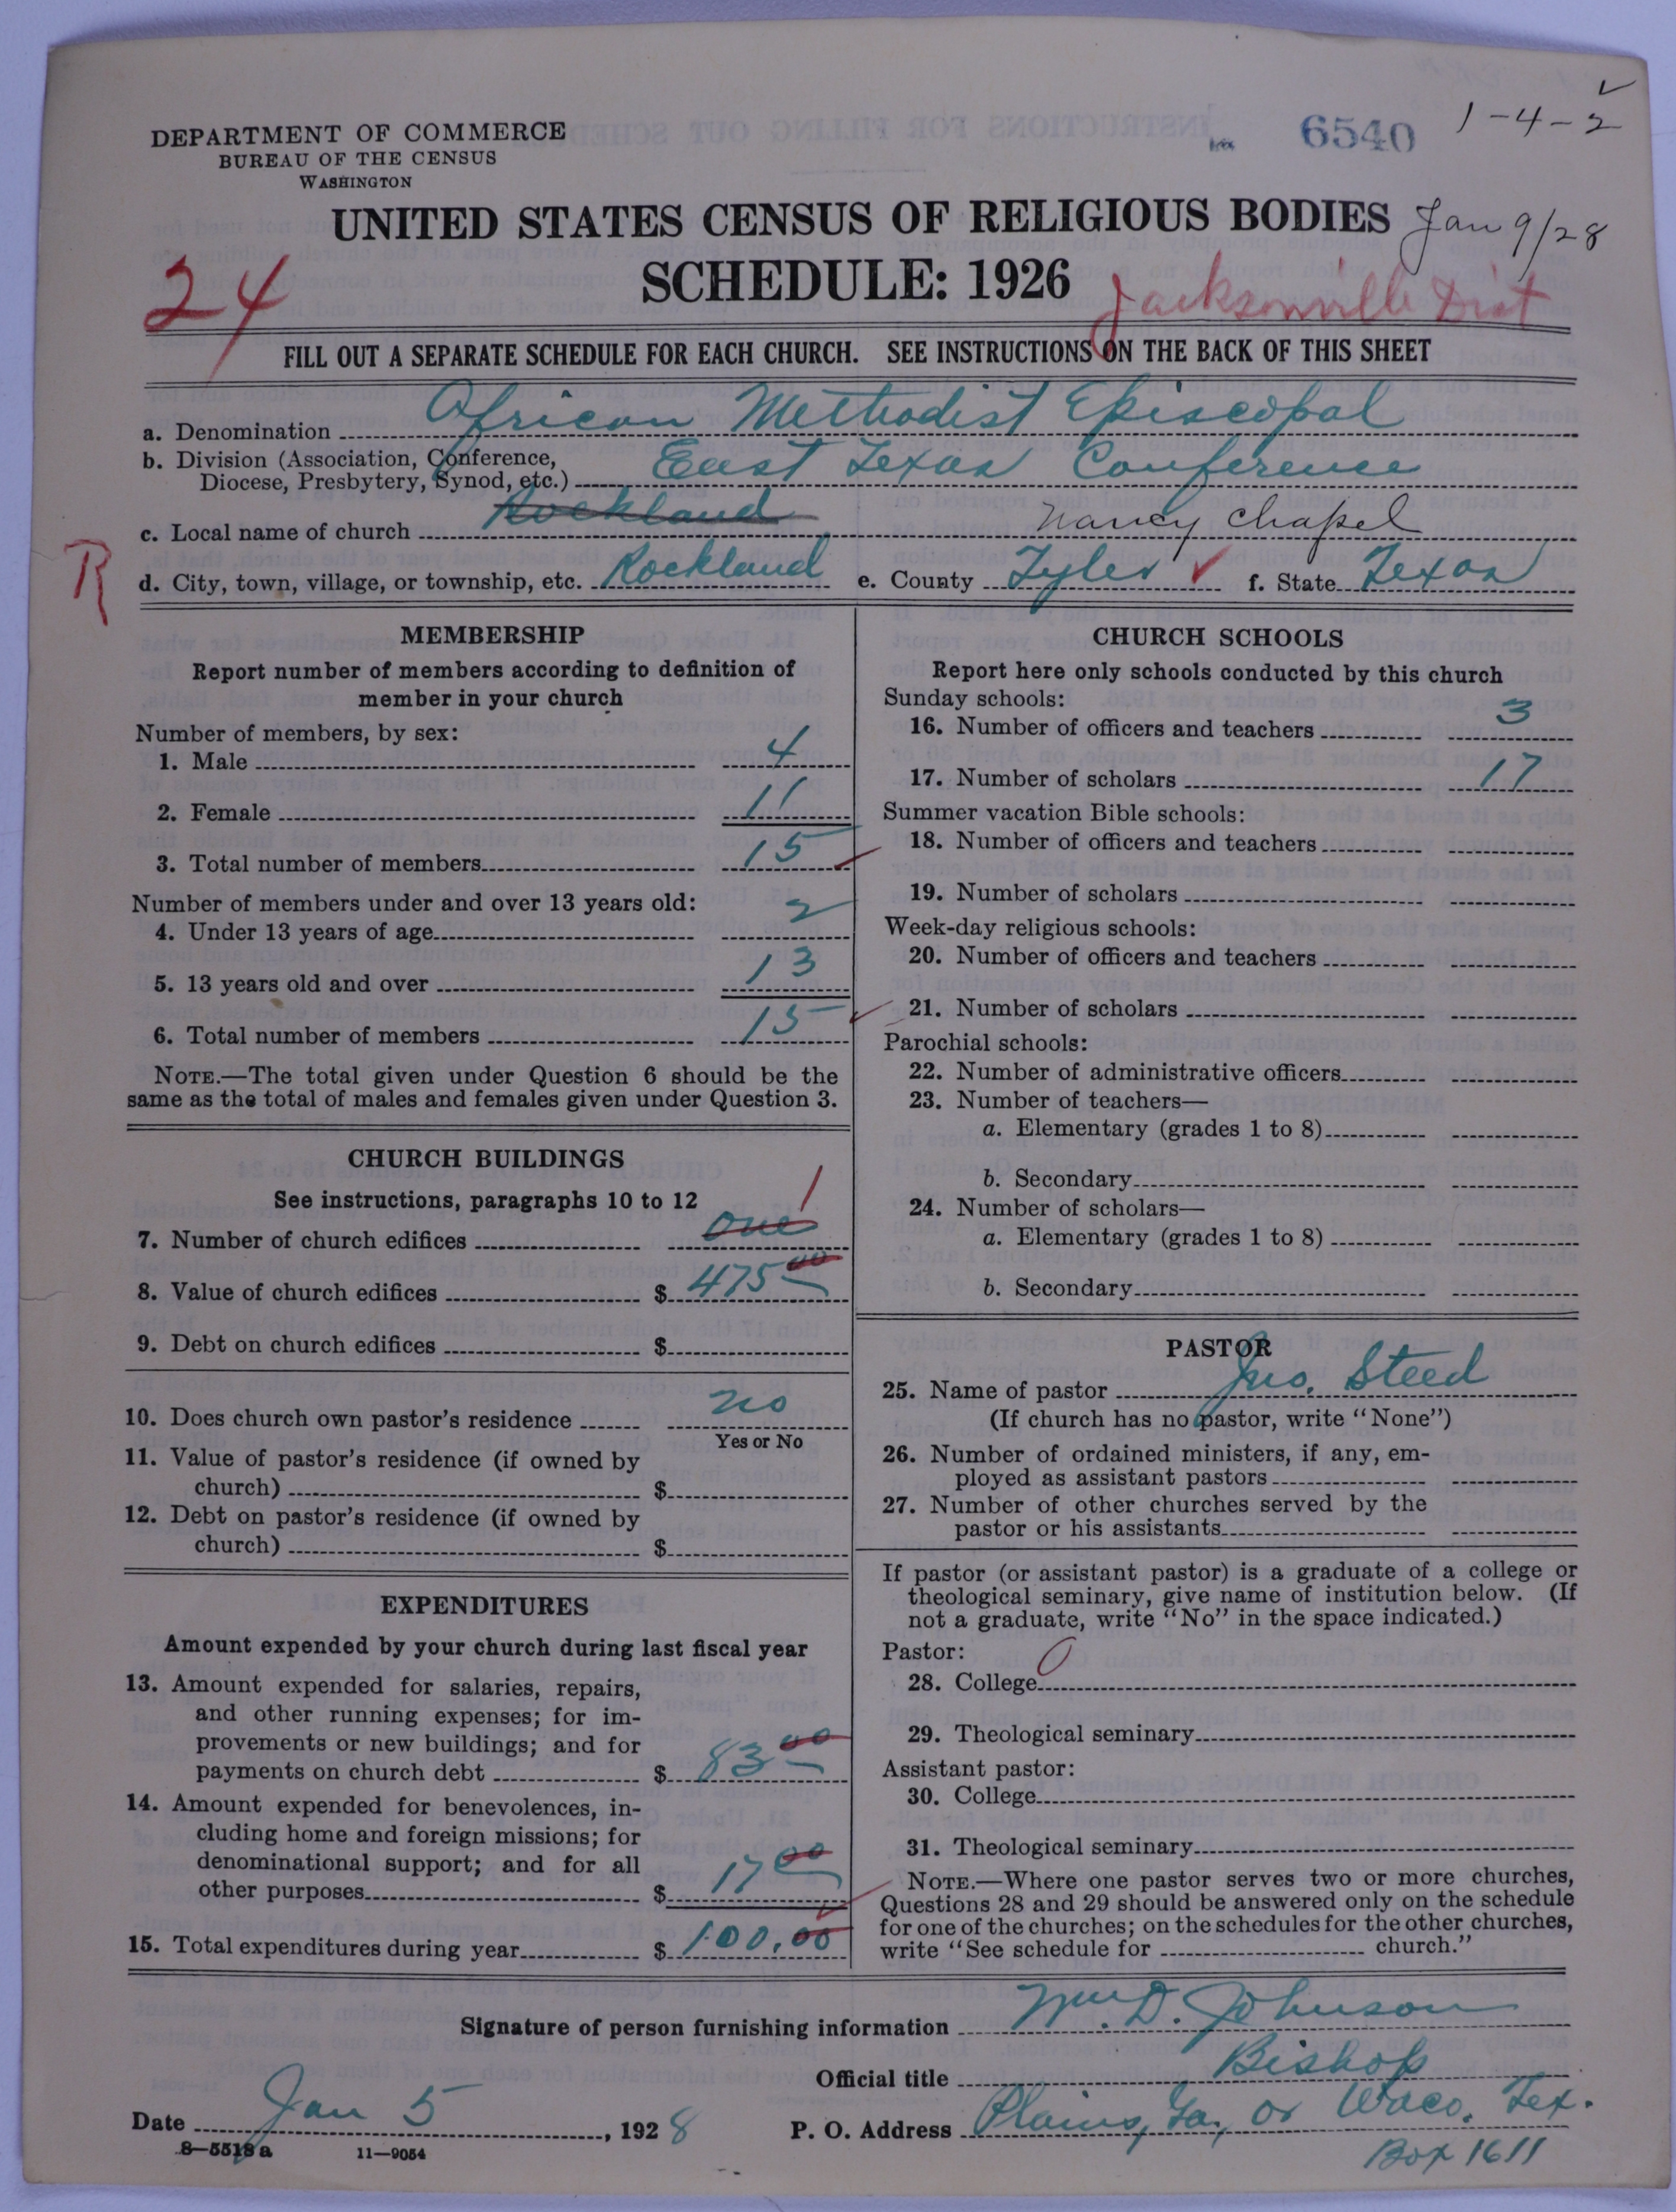 DEPARTMENT OF COMMERCE
BUREAU OF THE CENSUS
WASHINGTON
6540
1-4-2
UNITED STATES CENSUS OF RELIGIOUS BODIES
Jan 9/28
SCHEDULE: 1926
24
Jacksonville Dist
FILL OUT A SEPARATE SCHEDULE FOR EACH CHURCH. SEE INSTRUCTIONS ON THE BACK OF THIS SHEET
a. Denomination African Methodist Episcopal
b. Division (Association, Conference,
Diocese, Presbytery, Synod, etc.) East Texas Conference
c. Local name of church Rockland Nancy Chapel
R
d. City, town, village, or township, etc. Rockland e. County Tyler f. State Texas
MEMBERSHIP
Report number of members according to definition of
member in your church
Number of members, by sex:
1. Male 4
2. Female 11
3. Total number of members 15
Number of members under and over 13 years old:
4. Under 13 years of age 2
5. 13 years old and over 13
6. Total number of members 15
NOTE.—The total given under Question 6 should be the
same as the total of males and females given under Question 3.
CHURCH BUILDINGS
See instructions, paragraphs 10 to 12
7. Number of church edifices one 1
8. Value of church edifices $ 475 00
9. Debt on church edifices $
10. Does church own pastor's residence no
Yes or No
11. Value of pastor's residence (if owned by
church) $
12. Debt on pastor's residence (if owned by
church) $
EXPENDITURES
Amount expended by your church during last fiscal year
13. Amount expended for salaries, repairs,
and other running expenses; for im-
provements or new buildings; and for
payments on church debt $ 83 00
14. Amount expended for benevolences, in-
cluding home and foreign missions; for
denominational support; and for all
other purposes $ 17 00
15. Total expenditures during year $ 100.00
CHURCH SCHOOLS
Report here only schools conducted by this church
Sunday schools:
16. Number of officers and teachers 3
17. Number of scholars 17
Summer vacation Bible schools:
18. Number of officers and teachers
19. Number of scholars
Week-day religious schools:
20. Number of officers and teachers
21. Number of scholars
Parochial schools:
22. Number of administrative officers
23. Number of teachers—
a. Elementary (grades 1 to 8)
b. Secondary
24. Number of scholars—
a. Elementary (grades 1 to 8)
b. Secondary
PASTOR
25. Name of pastor Jno. Steed
(If church has no pastor, write "None")
26. Number of ordained ministers, if any, em-
ployed as assistant pastors
27. Number of other churches served by the
pastor or his assistants
If pastor (or assistant pastor) is a graduate of a college or
theological seminary, give name of institution below. (If
not a graduate, write "No" in the space indicated.)
Pastor:
28. College 0
29. Theological seminary
Assistant pastor:
30. College
31. Theological seminary
NOTE.—Where one pastor serves two or more churches,
Questions 28 and 29 should be answered only on the schedule
for one of the churches; on the schedules for the other churches,
write "See schedule for church."
Signature of person furnishing information Wm. D. Johnson
Official title Bishop
Date Jan 5, 1928 P. O. Address Plains, Ga., or Waco, Tex.
8—5518 a 11—9054
Box 1611